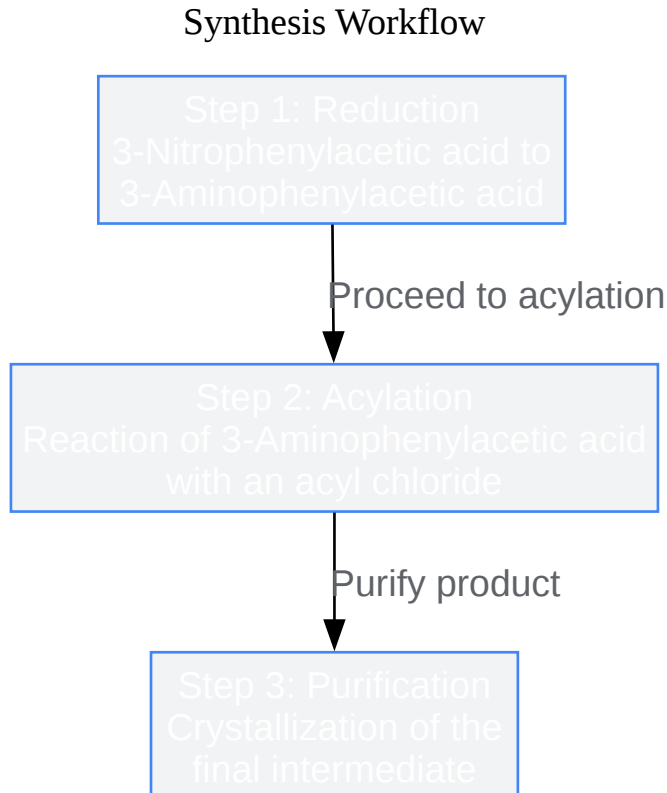 Synthesis Workflow
Step 1: Reduction
3-Nitrophenylacetic acid to
3-Aminophenylacetic acid
Proceed to acylation
Step 2: Acylation
Reaction of 3-Aminophenylacetic acid
with an acyl chloride
Purify product
Step 3: Purification
Crystallization of the
final intermediate